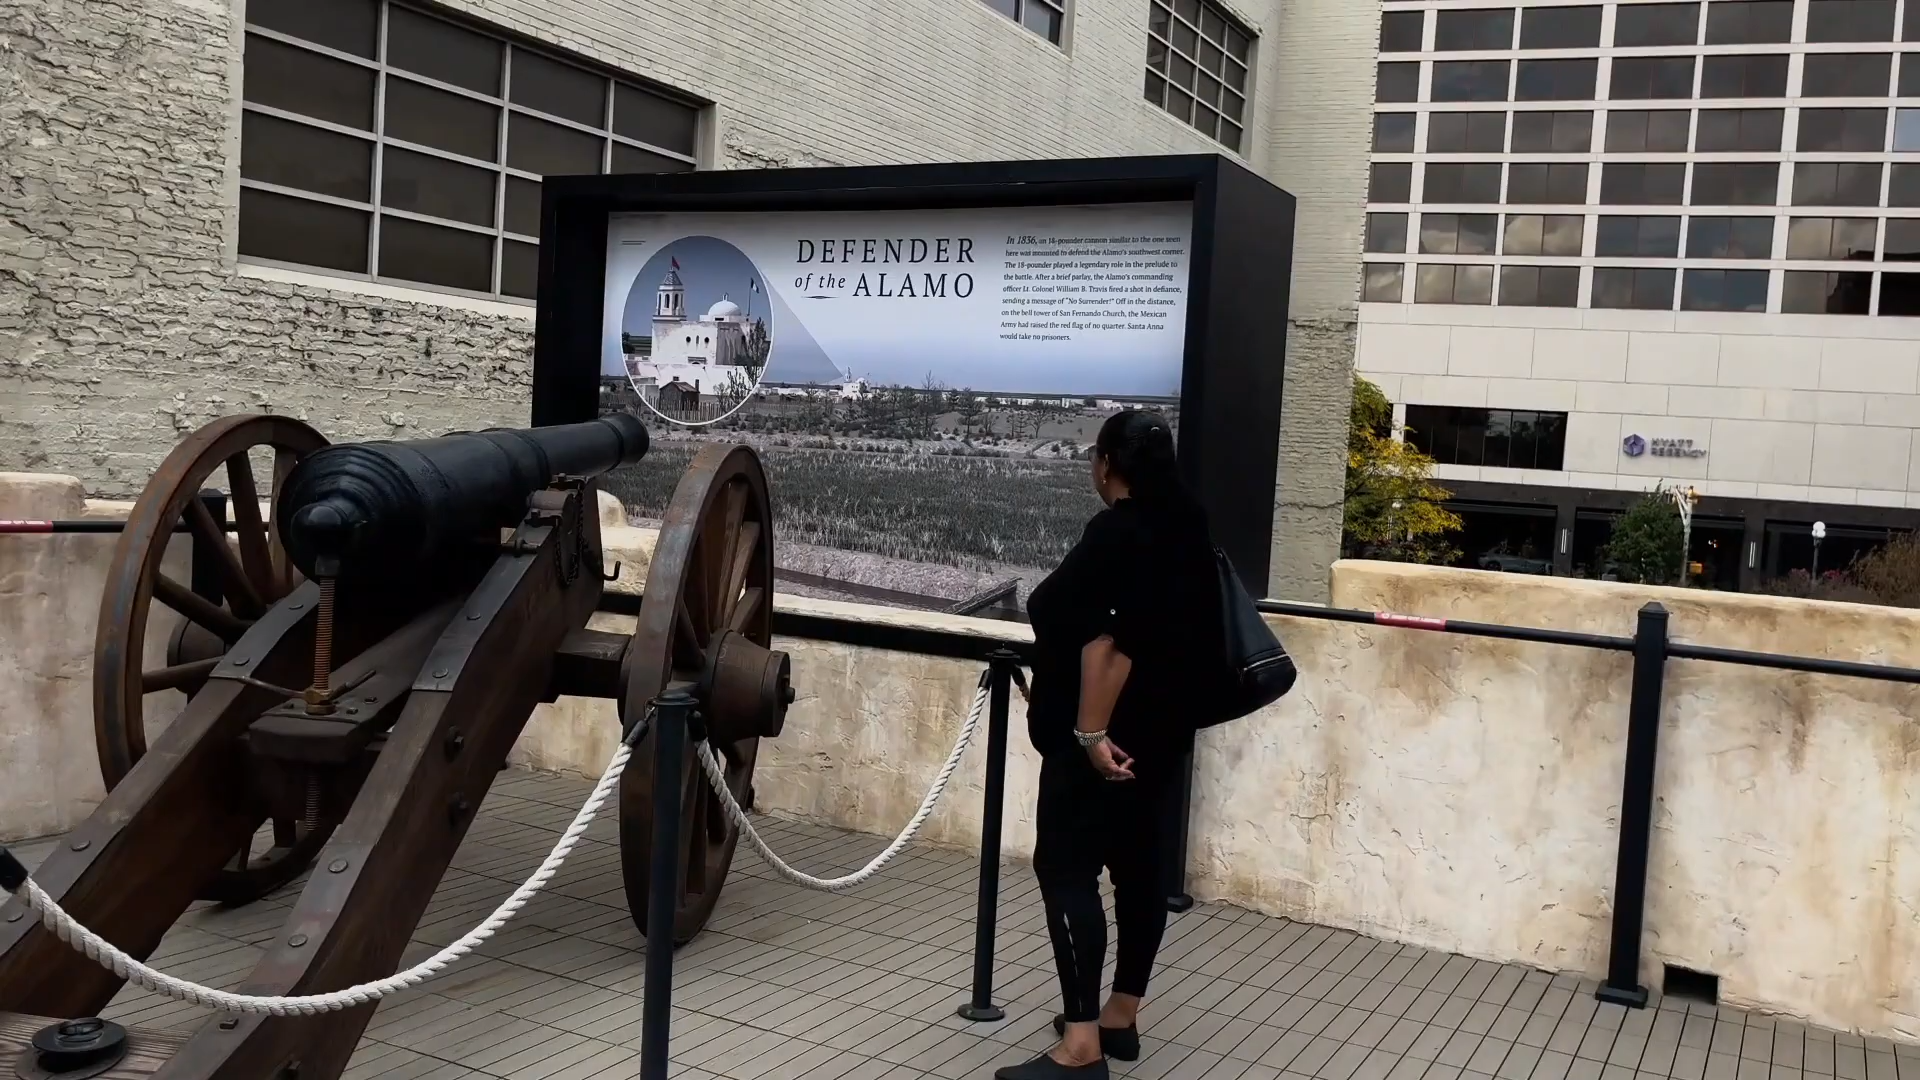 DEFENDER
of the ALAMO
In 1836, an 18-pounder cannon similar to the one seen
here was mounted to defend the Alamo's southwest corner.
The 18-pounder played a legendary role in the prelude to
the battle. After a brief parlay, the Alamo's commanding
officer Lt. Colonel William B. Travis fired a shot in defiance,
sending a message of "No Surrender!" Off in the distance,
on the bell tower of San Fernando Church, the Mexican
Army had raised the red flag of no quarter. Santa Anna
would take no prisoners.
HYATT
REGENCY